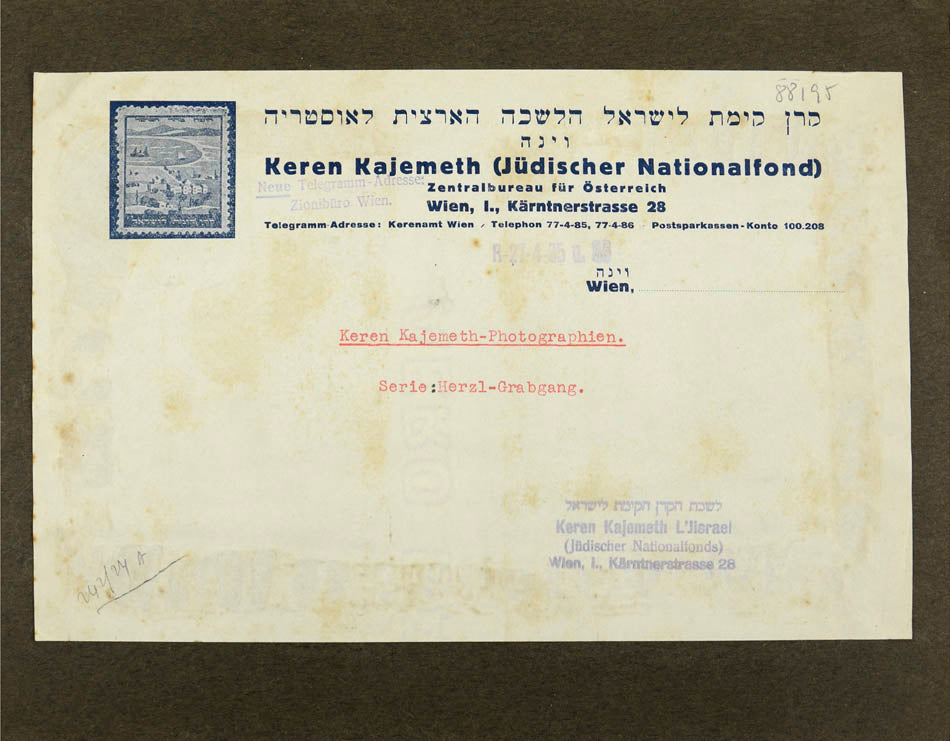 88195
קרן קימת לישראל הלשכה הארצית לאוסטריה
וינה
Keren Kajemeth (Jüdischer Nationalfond)
Zentralbureau für Österreich
Neue Telegramm-Adresse:
Zionibüro Wien.
Wien, I., Kärntnerstrasse 28
Telegramm-Adresse: Kerenamt Wien / Telephon 77-4-85, 77-4-86 Postsparkassen-Konto 100.208
וינה
Wien,
Keren Kajemeth-Photographien.
Serie:Herzl-Grabgang.
לשכת הקרן הקימת לישראל
Keren Kajemeth L'Jisrael
(Jüdischer Nationalfonds)
Wien, I., Kärntnerstrasse 28